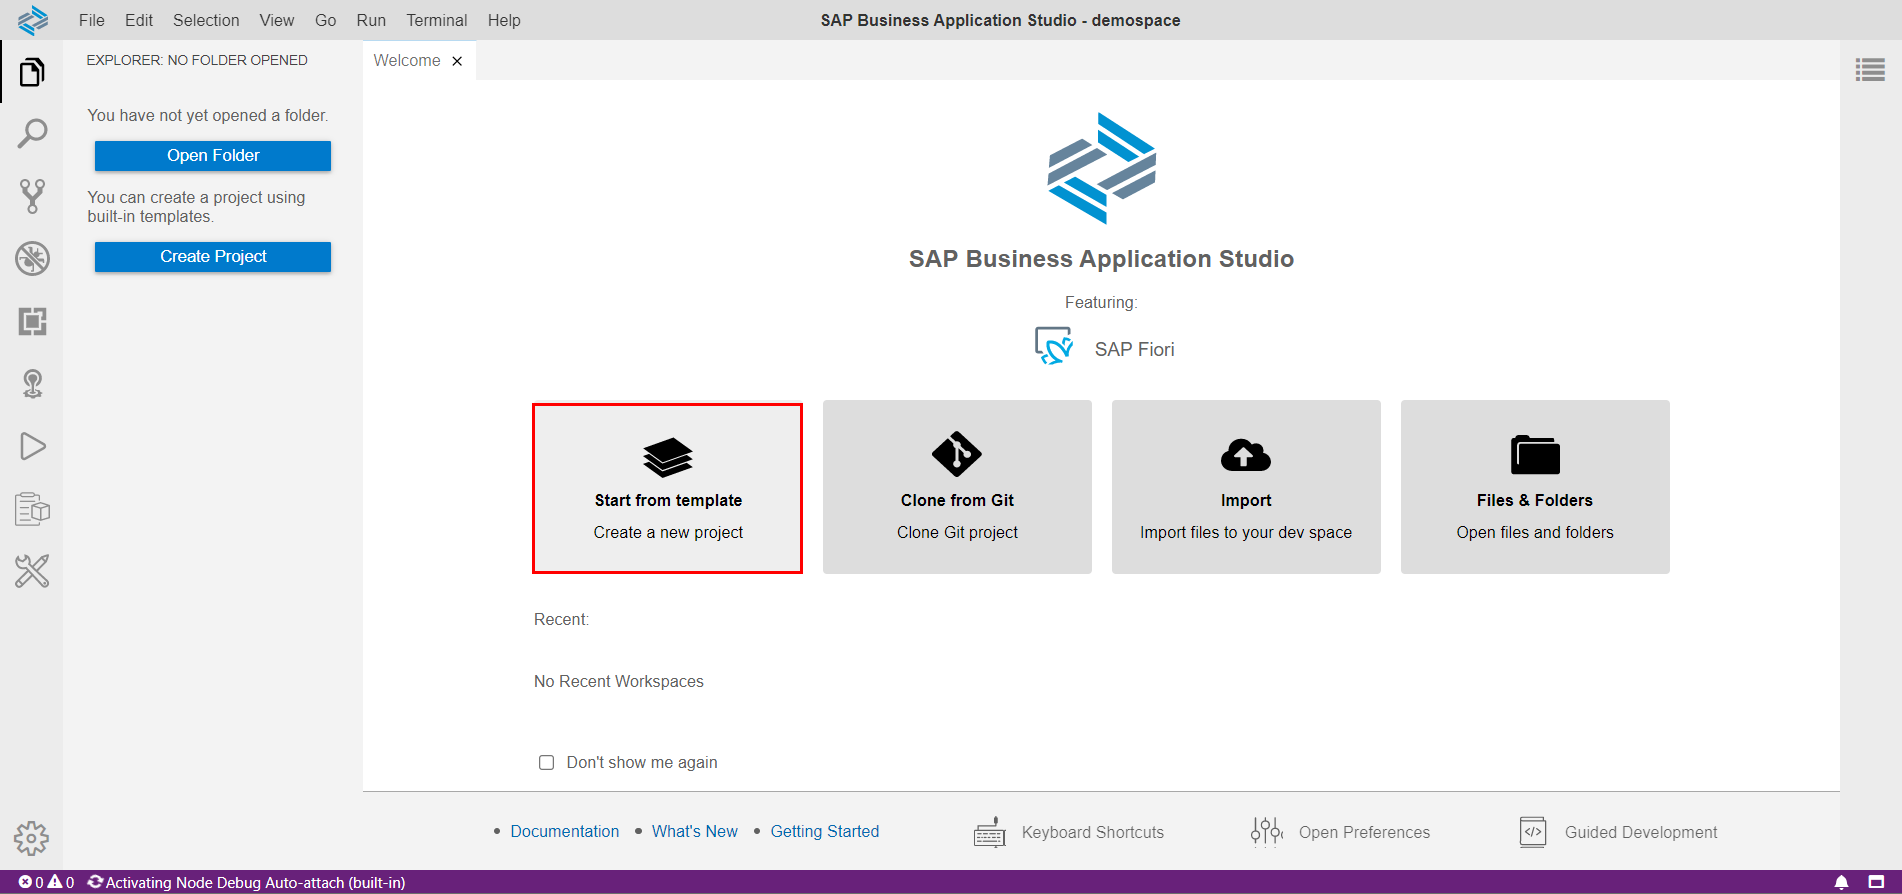 File Edit Selection View Go Run Terminal Help
SAP Business Application Studio - demospace
EXPLORER: NO FOLDER OPENED
You have not yet opened a folder.
Open Folder
You can create a project using
built-in templates.
Create Project
Welcome
SAP Business Application Studio
Featuring:
SAP Fiori
Start from template
Create a new project
Clone from Git
Clone Git project
Import
Import files to your dev space
Files & Folders
Open files and folders
Recent:
No Recent Workspaces
Don't show me again
• Documentation • What's New • Getting Started
Keyboard Shortcuts
Open Preferences
Guided Development
0 0 Activating Node Debug Auto-attach (built-in)